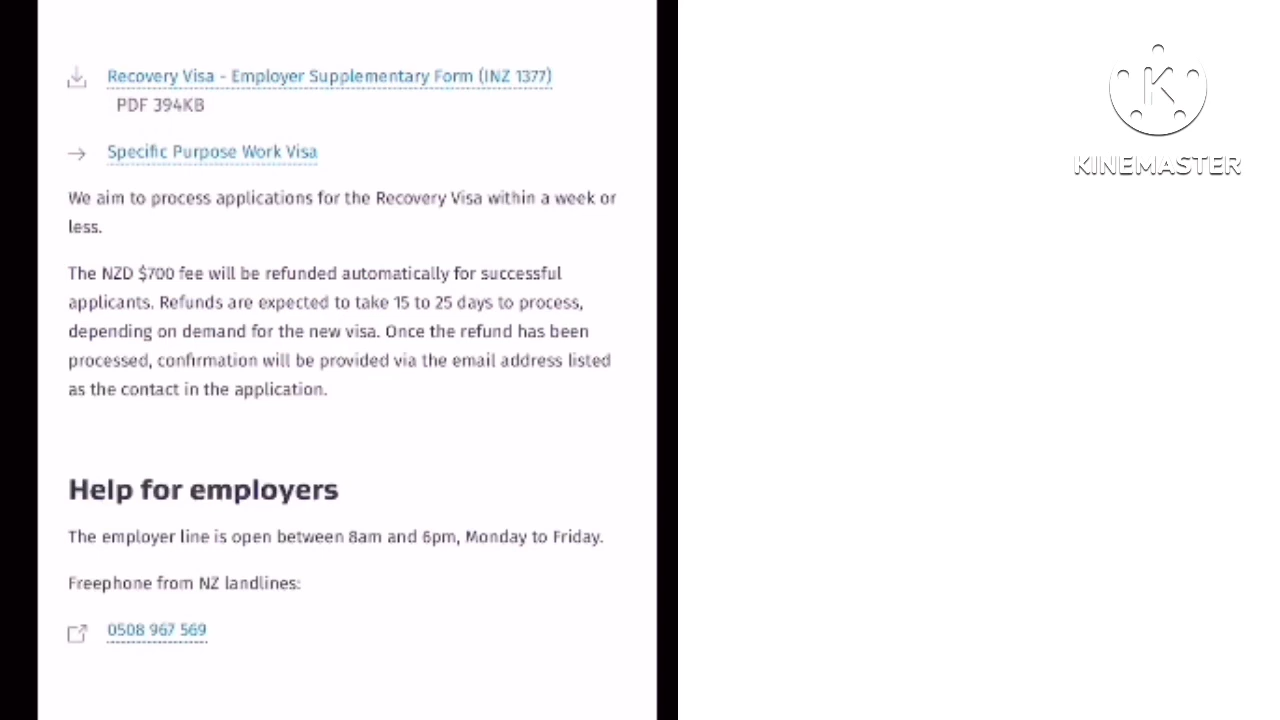 Recovery Visa - Employer Supplementary Form (INZ 1377)
PDF 394KB
Specific Purpose Work Visa
We aim to process applications for the Recovery Visa within a week or
less.
The NZD $700 fee will be refunded automatically for successful
applicants. Refunds are expected to take 15 to 25 days to process,
depending on demand for the new visa. Once the refund has been
processed, confirmation will be provided via the email address listed
as the contact in the application.
Help for employers
The employer line is open between 8am and 6pm, Monday to Friday.
Freephone from NZ landlines:
0508 967 569
K
KINEMASTER